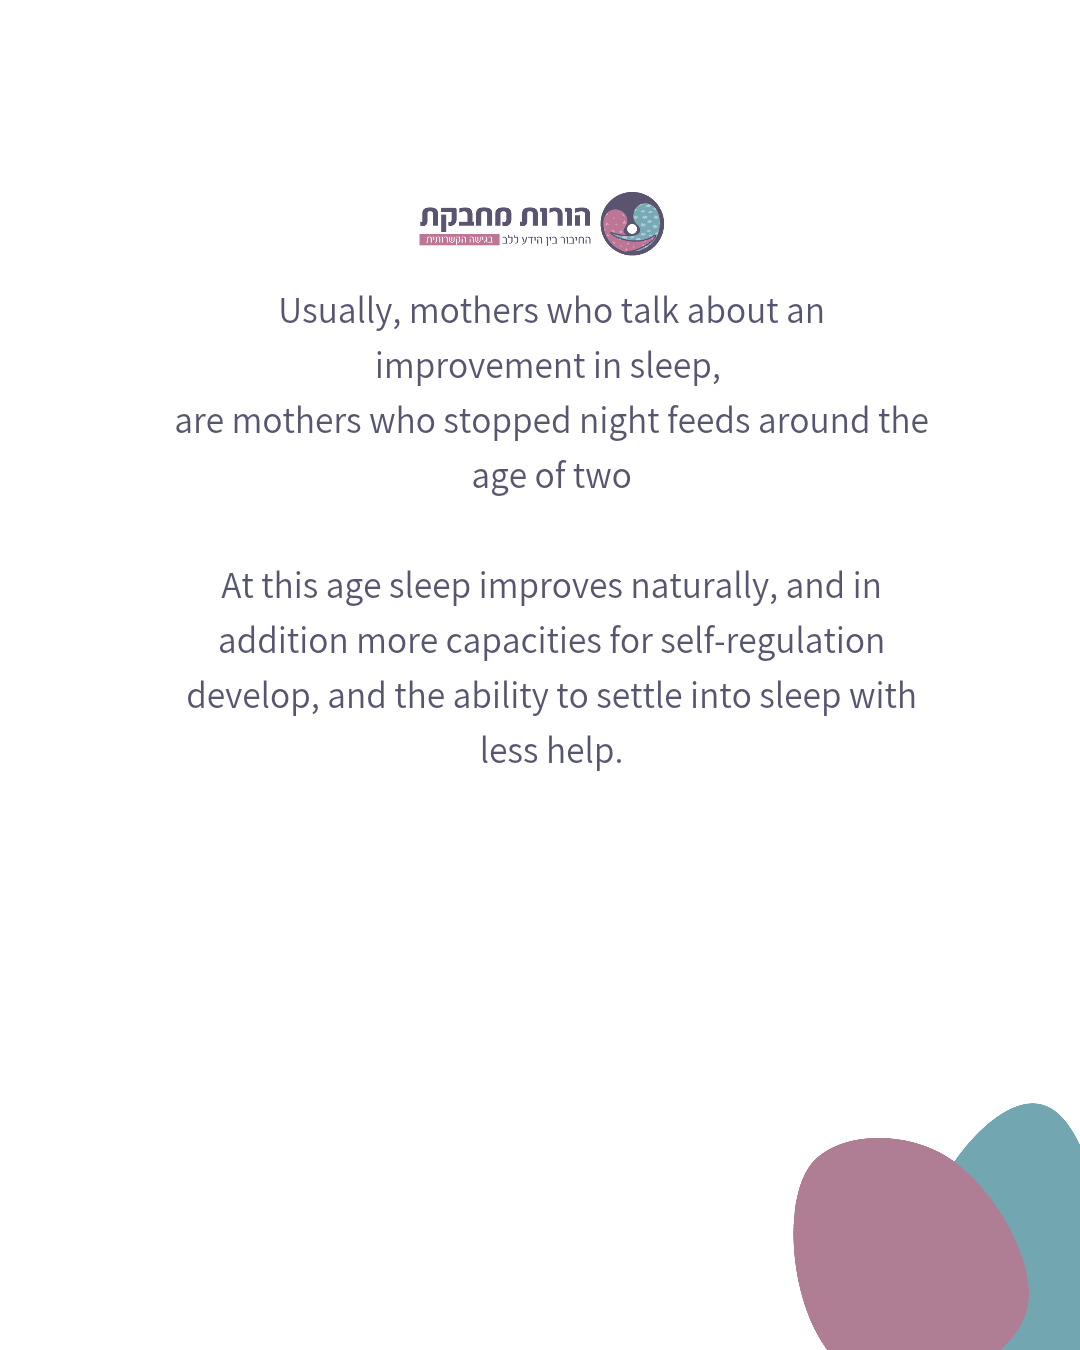 הורות מחבקת
החיבור בין הידע ללב בגישה הקשרותית
Usually, mothers who talk about an
improvement in sleep,
are mothers who stopped night feeds around the
age of two
At this age sleep improves naturally, and in
addition more capacities for self-regulation
develop, and the ability to settle into sleep with
less help.